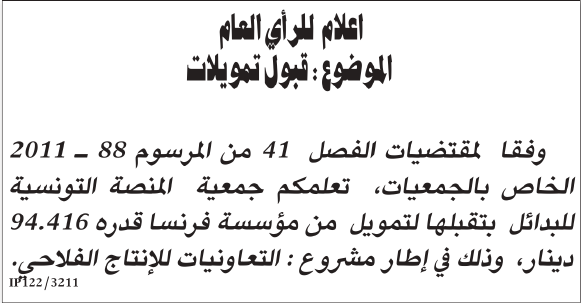 اعلام للرأي العام
الموضوع : قبول تمويلات
وفقا لمقتضيات الفصل 41 من المرسوم 88 ــ 2011
الخاص بالجمعيات، تعلمكم جمعية المنصة التونسية
للبدائل بتقبلها لتمويل من مؤسسة فرنسا قدره 94.416
دينار، وذلك في إطار مشروع : التعاونيات للإنتاج الفلاحي.
IP122/3211